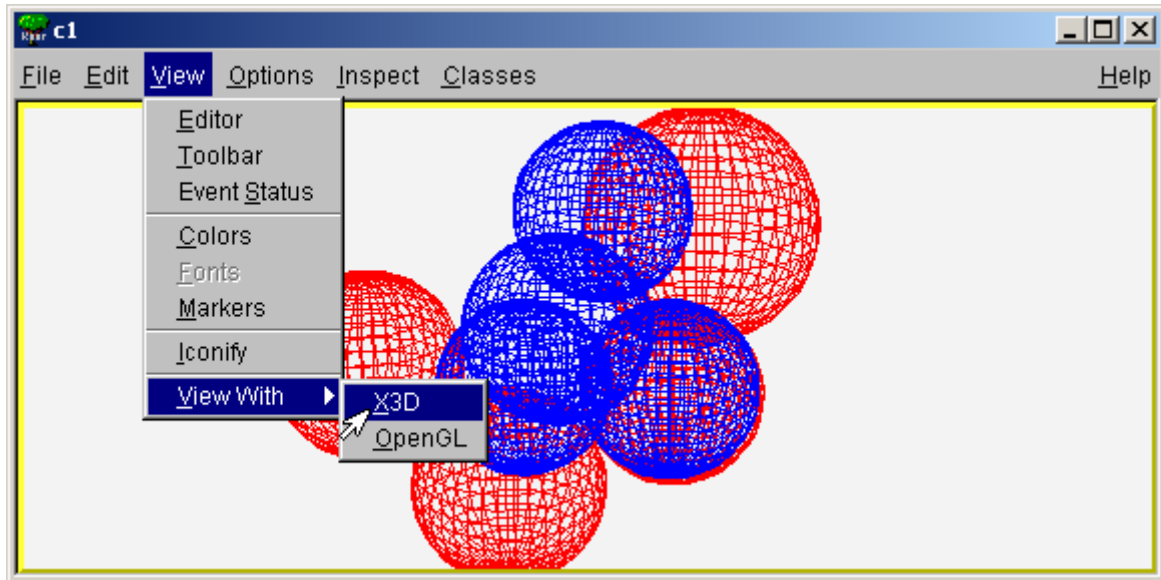 c1
File Edit View Options Inspect Classes Help
Editor
Toolbar
Event Status
Colors
Fonts
Markers
Iconify
View With
X3D
OpenGL